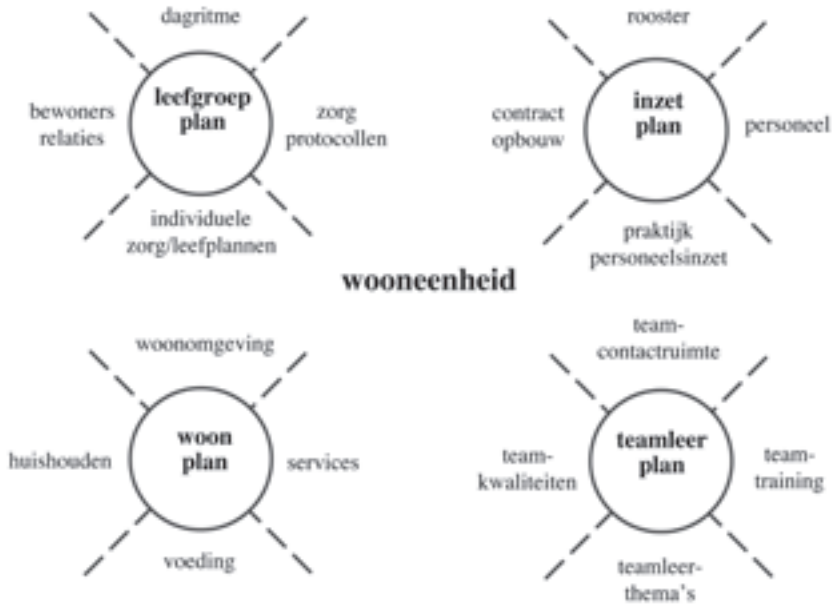 dagritme
bewoners
relaties
leefgroep
plan
zorg
protocollen
individuele
zorg/leefplannen
rooster
contract
opbouw
inzet
plan
personeel
praktijk
personeelsinzet
wooneenheid
woonomgeving
huishouden
woon
plan
services
voeding
team-
contactruimte
team-
kwaliteiten
teamleer
plan
team-
training
teamleer-
thema's